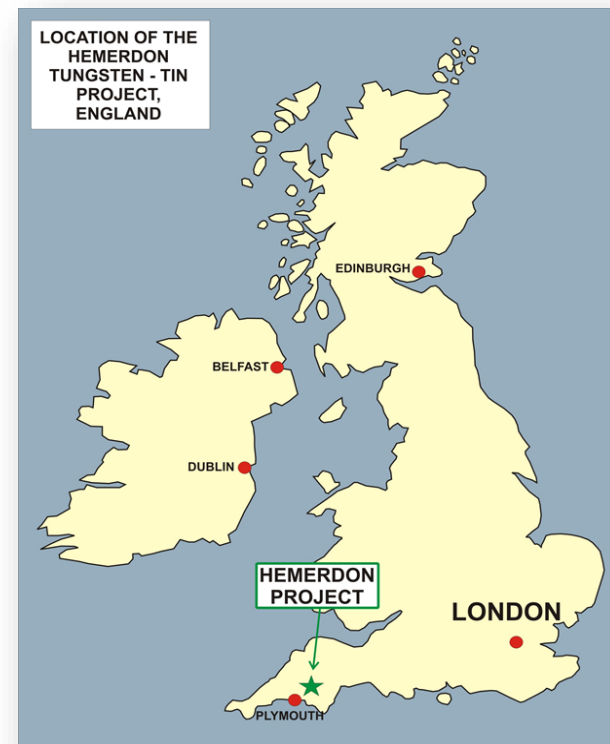 LOCATION OF THE
HEMERDON
TUNGSTEN - TIN
PROJECT,
ENGLAND
EDINBURGH
BELFAST
DUBLIN
HEMERDON
PROJECT
LONDON
PLYMOUTH